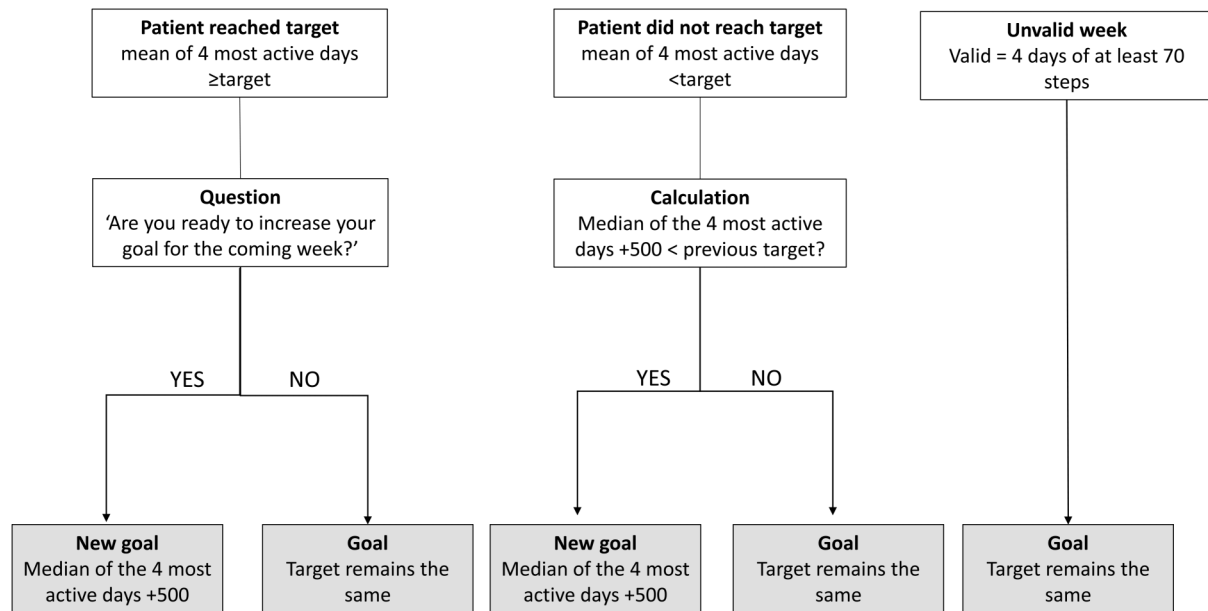 Patient reached target
mean of 4 most active days
≥target
Patient did not reach target
mean of 4 most active days
<target
Unvalid week
Valid = 4 days of at least 70
steps
Question
‘Are you ready to increase your
goal for the coming week?’
Calculation
Median of the 4 most active
days +500 < previous target?
YES
NO
YES
NO
New goal
Median of the 4 most
active days +500
Goal
Target remains the
same
New goal
Median of the 4 most
active days +500
Goal
Target remains the
same
Goal
Target remains the
same